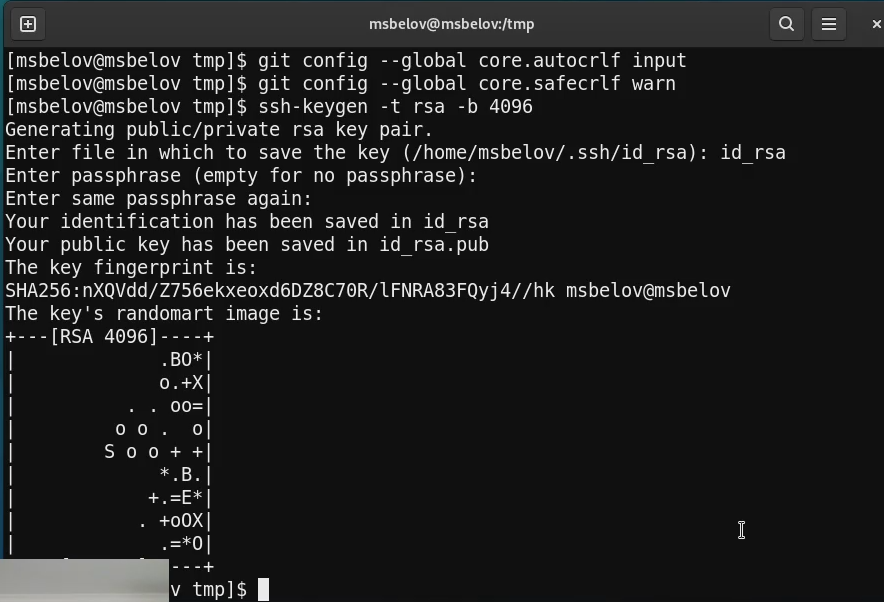 msbelov@msbelov:/tmp
[msbelov@msbelov tmp]$ git config --global core.autocrlf input
[msbelov@msbelov tmp]$ git config --global core.safecrlf warn
[msbelov@msbelov tmp]$ ssh-keygen -t rsa -b 4096
Generating public/private rsa key pair.
Enter file in which to save the key (/home/msbelov/.ssh/id_rsa): id_rsa
Enter passphrase (empty for no passphrase):
Enter same passphrase again:
Your identification has been saved in id_rsa
Your public key has been saved in id_rsa.pub
The key fingerprint is:
SHA256:nXQVdd/Z756ekxeoxd6DZ8C70R/lFNRA83FQyj4//hk msbelov@msbelov
The key's randomart image is:
+---[RSA 4096]----+
|             .BO*|
|             o.+X|
|          . . oo=|
|         o o .  o|
|        S o o + +|
|             *.B.|
|            +.=E*|
|           . +oOX|
|             .=*O|
---+
v tmp]$